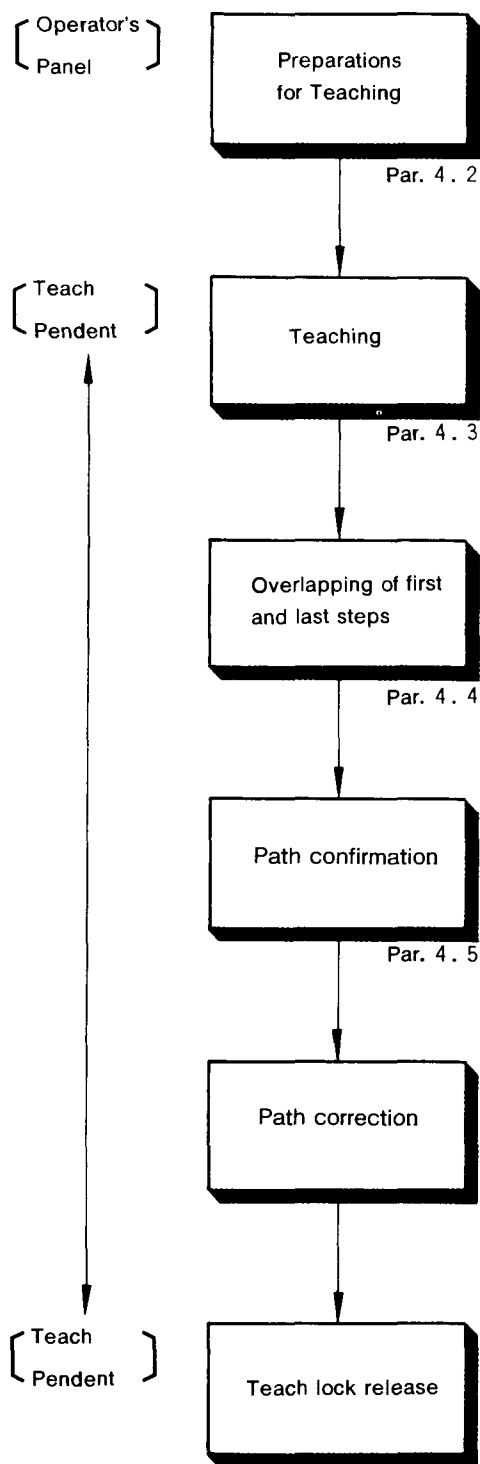 Operator's
Panel
Preparations
for Teaching
Par. 4.2
Teach
Pendent
Teaching
Par. 4.3
Overlapping of first
and last steps
Par. 4.4
Path confirmation
Par. 4.5
Path correction
Teach
Pendent
Teach lock release